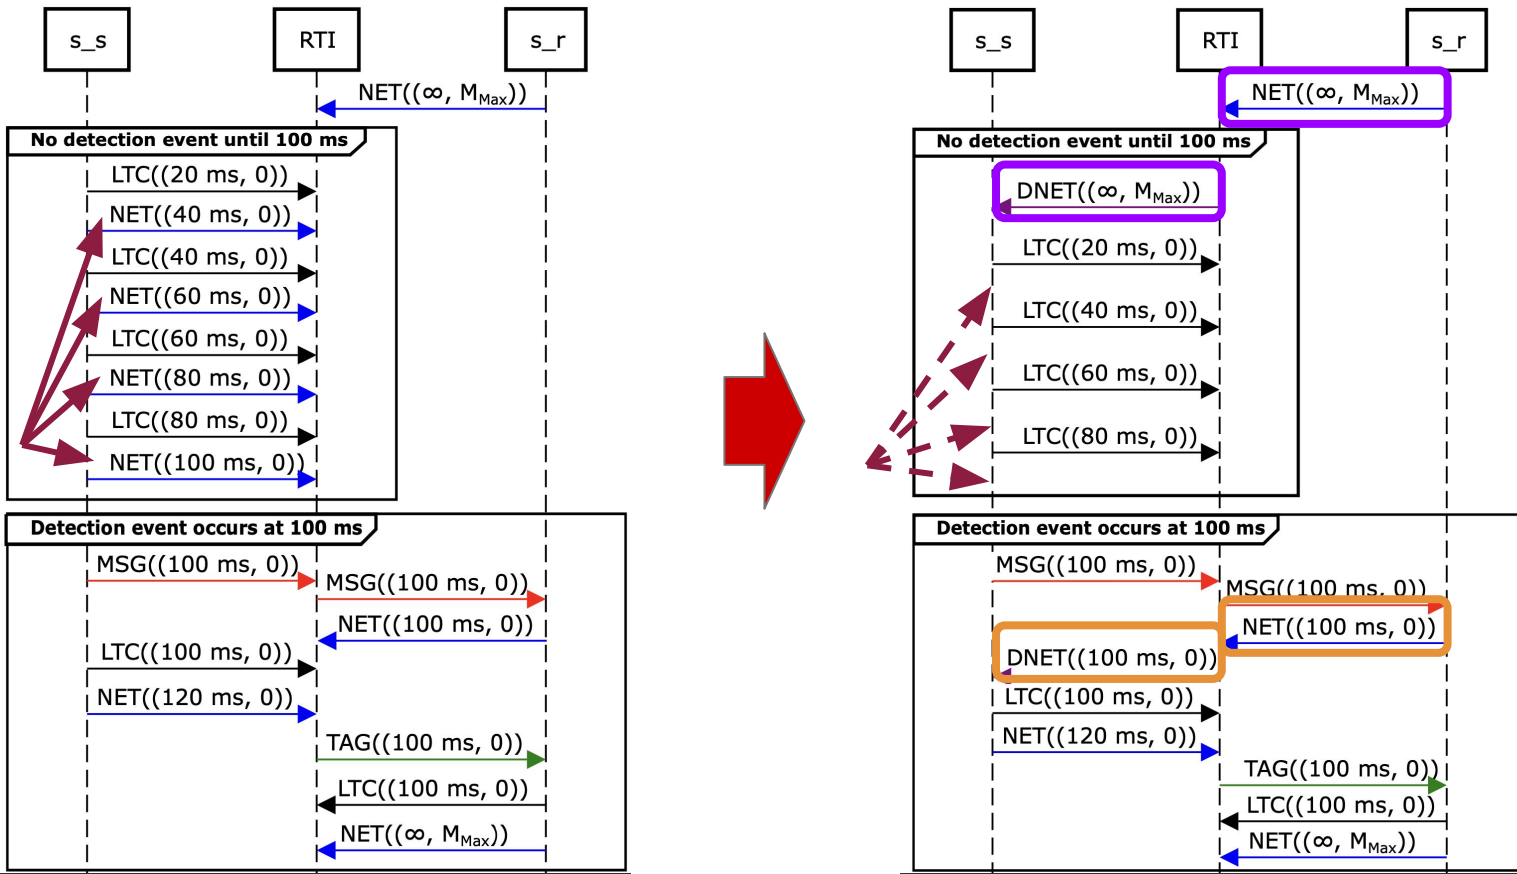 s_s
RTI
s_r
NET((∞, MMax))
No detection event until 100 ms
LTC((20 ms, 0))
NET((40 ms, 0))
LTC((40 ms, 0))
NET((60 ms, 0))
LTC((60 ms, 0))
NET((80 ms, 0))
LTC((80 ms, 0))
NET((100 ms, 0))
Detection event occurs at 100 ms
MSG((100 ms, 0))
MSG((100 ms, 0))
NET((100 ms, 0))
LTC((100 ms, 0))
NET((120 ms, 0))
TAG((100 ms, 0))
LTC((100 ms, 0))
NET((∞, MMax))
s_s
RTI
s_r
NET((∞, MMax))
No detection event until 100 ms
DNET((∞, MMax))
LTC((20 ms, 0))
LTC((40 ms, 0))
LTC((60 ms, 0))
LTC((80 ms, 0))
Detection event occurs at 100 ms
MSG((100 ms, 0))
MSG((100 ms, 0))
NET((100 ms, 0))
DNET((100 ms, 0))
LTC((100 ms, 0))
NET((120 ms, 0))
TAG((100 ms, 0))
LTC((100 ms, 0))
NET((∞, MMax))